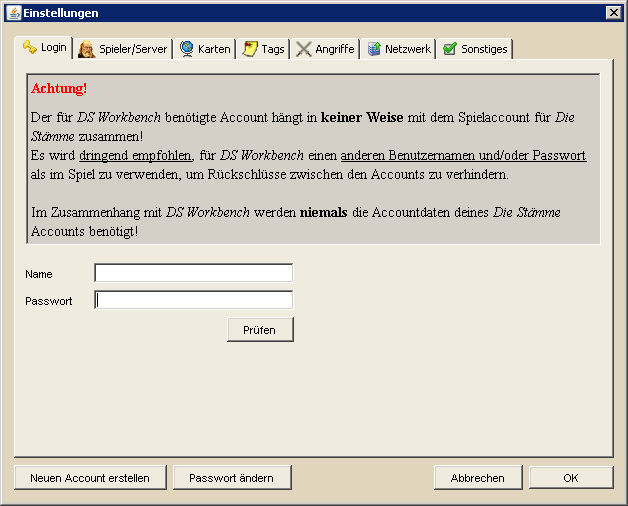 Einstellungen
Login Spieler/Server Karten Tags Angriffe Netzwerk Sonstiges
Achtung!
Der für DS Workbench benötigte Account hängt in keiner Weise mit dem Spielaccount für Die
Stämme zusammen!
Es wird dringend empfohlen, für DS Workbench einen anderen Benutzernamen und/oder Passwort
als im Spiel zu verwenden, um Rückschlüsse zwischen den Accounts zu verhindern.
Im Zusammenhang mit DS Workbench werden niemals die Accountdaten deines Die Stämme
Accounts benötigt!
Name
Passwort
Prüfen
Neuen Account erstellen Passwort ändern Abbrechen OK